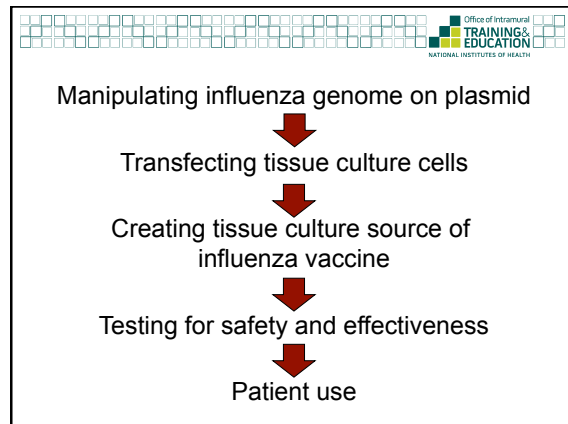 Office of Intramural
TRAINING&
EDUCATION
NATIONAL INSTITUTES OF HEALTH
Manipulating influenza genome on plasmid
Transfecting tissue culture cells
Creating tissue culture source of
influenza vaccine
Testing for safety and effectiveness
Patient use